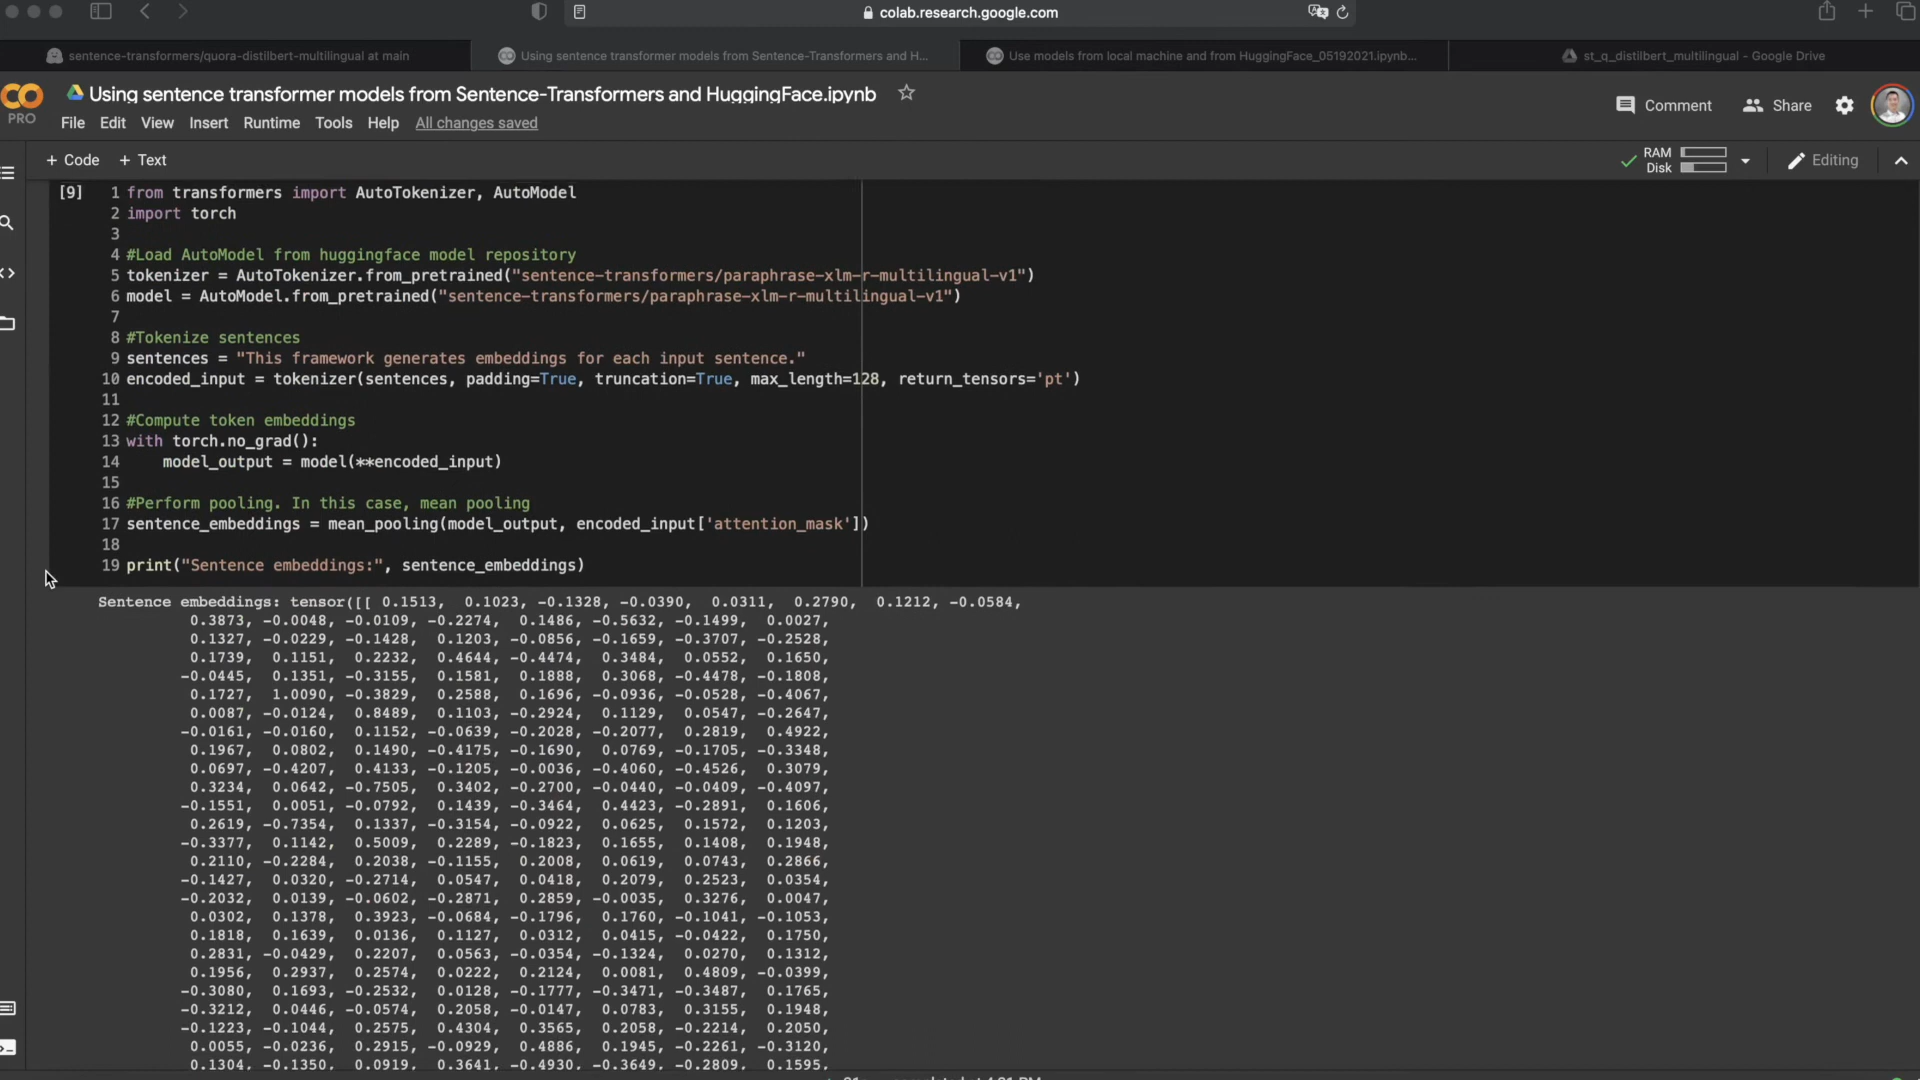 colab.research.google.com
sentence-transformers/quora-distilbert-multilingual at main
Using sentence transformer models from Sentence-Transformers and H...
Use models from local machine and from HuggingFace_05192021.ipynb...
st_q_distilbert_multilingual - Google Drive
Using sentence transformer models from Sentence-Transformers and HuggingFace.ipynb
PRO
Comment
Share
File Edit View Insert Runtime Tools Help All changes saved
+ Code + Text
RAM
Disk
Editing
[9] 1 from transformers import AutoTokenizer, AutoModel
2 import torch
3
4 #Load AutoModel from huggingface model repository
5 tokenizer = AutoTokenizer.from_pretrained("sentence-transformers/paraphrase-xlm-r-multilingual-v1")
6 model = AutoModel.from_pretrained("sentence-transformers/paraphrase-xlm-r-multilingual-v1")
7
8 #Tokenize sentences
9 sentences = "This framework generates embeddings for each input sentence."
10 encoded_input = tokenizer(sentences, padding=True, truncation=True, max_length=128, return_tensors='pt')
11
12 #Compute token embeddings
13 with torch.no_grad():
14 model_output = model(**encoded_input)
15
16 #Perform pooling. In this case, mean pooling
17 sentence_embeddings = mean_pooling(model_output, encoded_input['attention_mask'])
18
19 print("Sentence embeddings:", sentence_embeddings)
Sentence embeddings: tensor([[ 0.1513, 0.1023, -0.1328, -0.0390, 0.0311, 0.2790, 0.1212, -0.0584,
0.3873, -0.0048, -0.0109, -0.2274, 0.1486, -0.5632, -0.1499, 0.0027,
0.1327, -0.0229, -0.1428, 0.1203, -0.0856, -0.1659, -0.3707, -0.2528,
0.1739, 0.1151, 0.2232, 0.4644, -0.4474, 0.3484, 0.0552, 0.1650,
-0.0445, 0.1351, -0.3155, 0.1581, 0.1888, 0.3068, -0.4478, -0.1808,
0.1727, 1.0090, -0.3829, 0.2588, 0.1696, -0.0936, -0.0528, -0.4067,
0.0087, -0.0124, 0.8489, 0.1103, -0.2924, 0.1129, 0.0547, -0.2647,
-0.0161, -0.0160, 0.1152, -0.0639, -0.2028, -0.2077, 0.2819, 0.4922,
0.1967, 0.0802, 0.1490, -0.4175, -0.1690, 0.0769, -0.1705, -0.3348,
0.0697, -0.4207, 0.4133, -0.1205, -0.0036, -0.4060, -0.4526, 0.3079,
0.3234, 0.0642, -0.7505, 0.3402, -0.2700, -0.0440, -0.0409, -0.4097,
-0.1551, 0.0051, -0.0792, 0.1439, -0.3464, 0.4423, -0.2891, 0.1606,
0.2619, -0.7354, 0.1337, -0.3154, -0.0922, 0.0625, 0.1572, 0.1203,
-0.3377, 0.1142, 0.5009, 0.2289, -0.1823, 0.1655, 0.1408, 0.1948,
0.2110, -0.2284, 0.2038, -0.1155, 0.2008, 0.0619, 0.0743, 0.2866,
-0.1427, 0.0320, -0.2714, 0.0547, 0.0418, 0.2079, 0.2523, 0.0354,
-0.2032, 0.0139, -0.0602, -0.2871, 0.2859, -0.0035, 0.3276, 0.0047,
0.0302, 0.1378, 0.3923, -0.0684, -0.1796, 0.1760, -0.1041, -0.1053,
0.1818, 0.1639, 0.0136, 0.1127, 0.0312, 0.0415, -0.0422, 0.1750,
0.2831, -0.0429, 0.2207, 0.0563, -0.0354, -0.1324, 0.0270, 0.1312,
0.1956, 0.2937, 0.2574, 0.0222, 0.2124, 0.0081, 0.4809, -0.0399,
-0.3080, 0.1693, -0.2532, 0.0128, -0.1777, -0.3471, -0.3487, 0.1765,
-0.3212, 0.0446, -0.0574, 0.2058, -0.0147, 0.0783, 0.3155, 0.1948,
-0.1223, -0.1044, 0.2575, 0.4304, 0.3565, 0.2058, -0.2214, 0.2050,
0.0055, -0.0236, 0.2915, -0.0929, 0.4886, 0.1945, -0.2261, -0.3120,
0.1304, -0.1350, 0.0919, 0.3641, -0.4930, -0.3649, -0.2809, 0.1595,